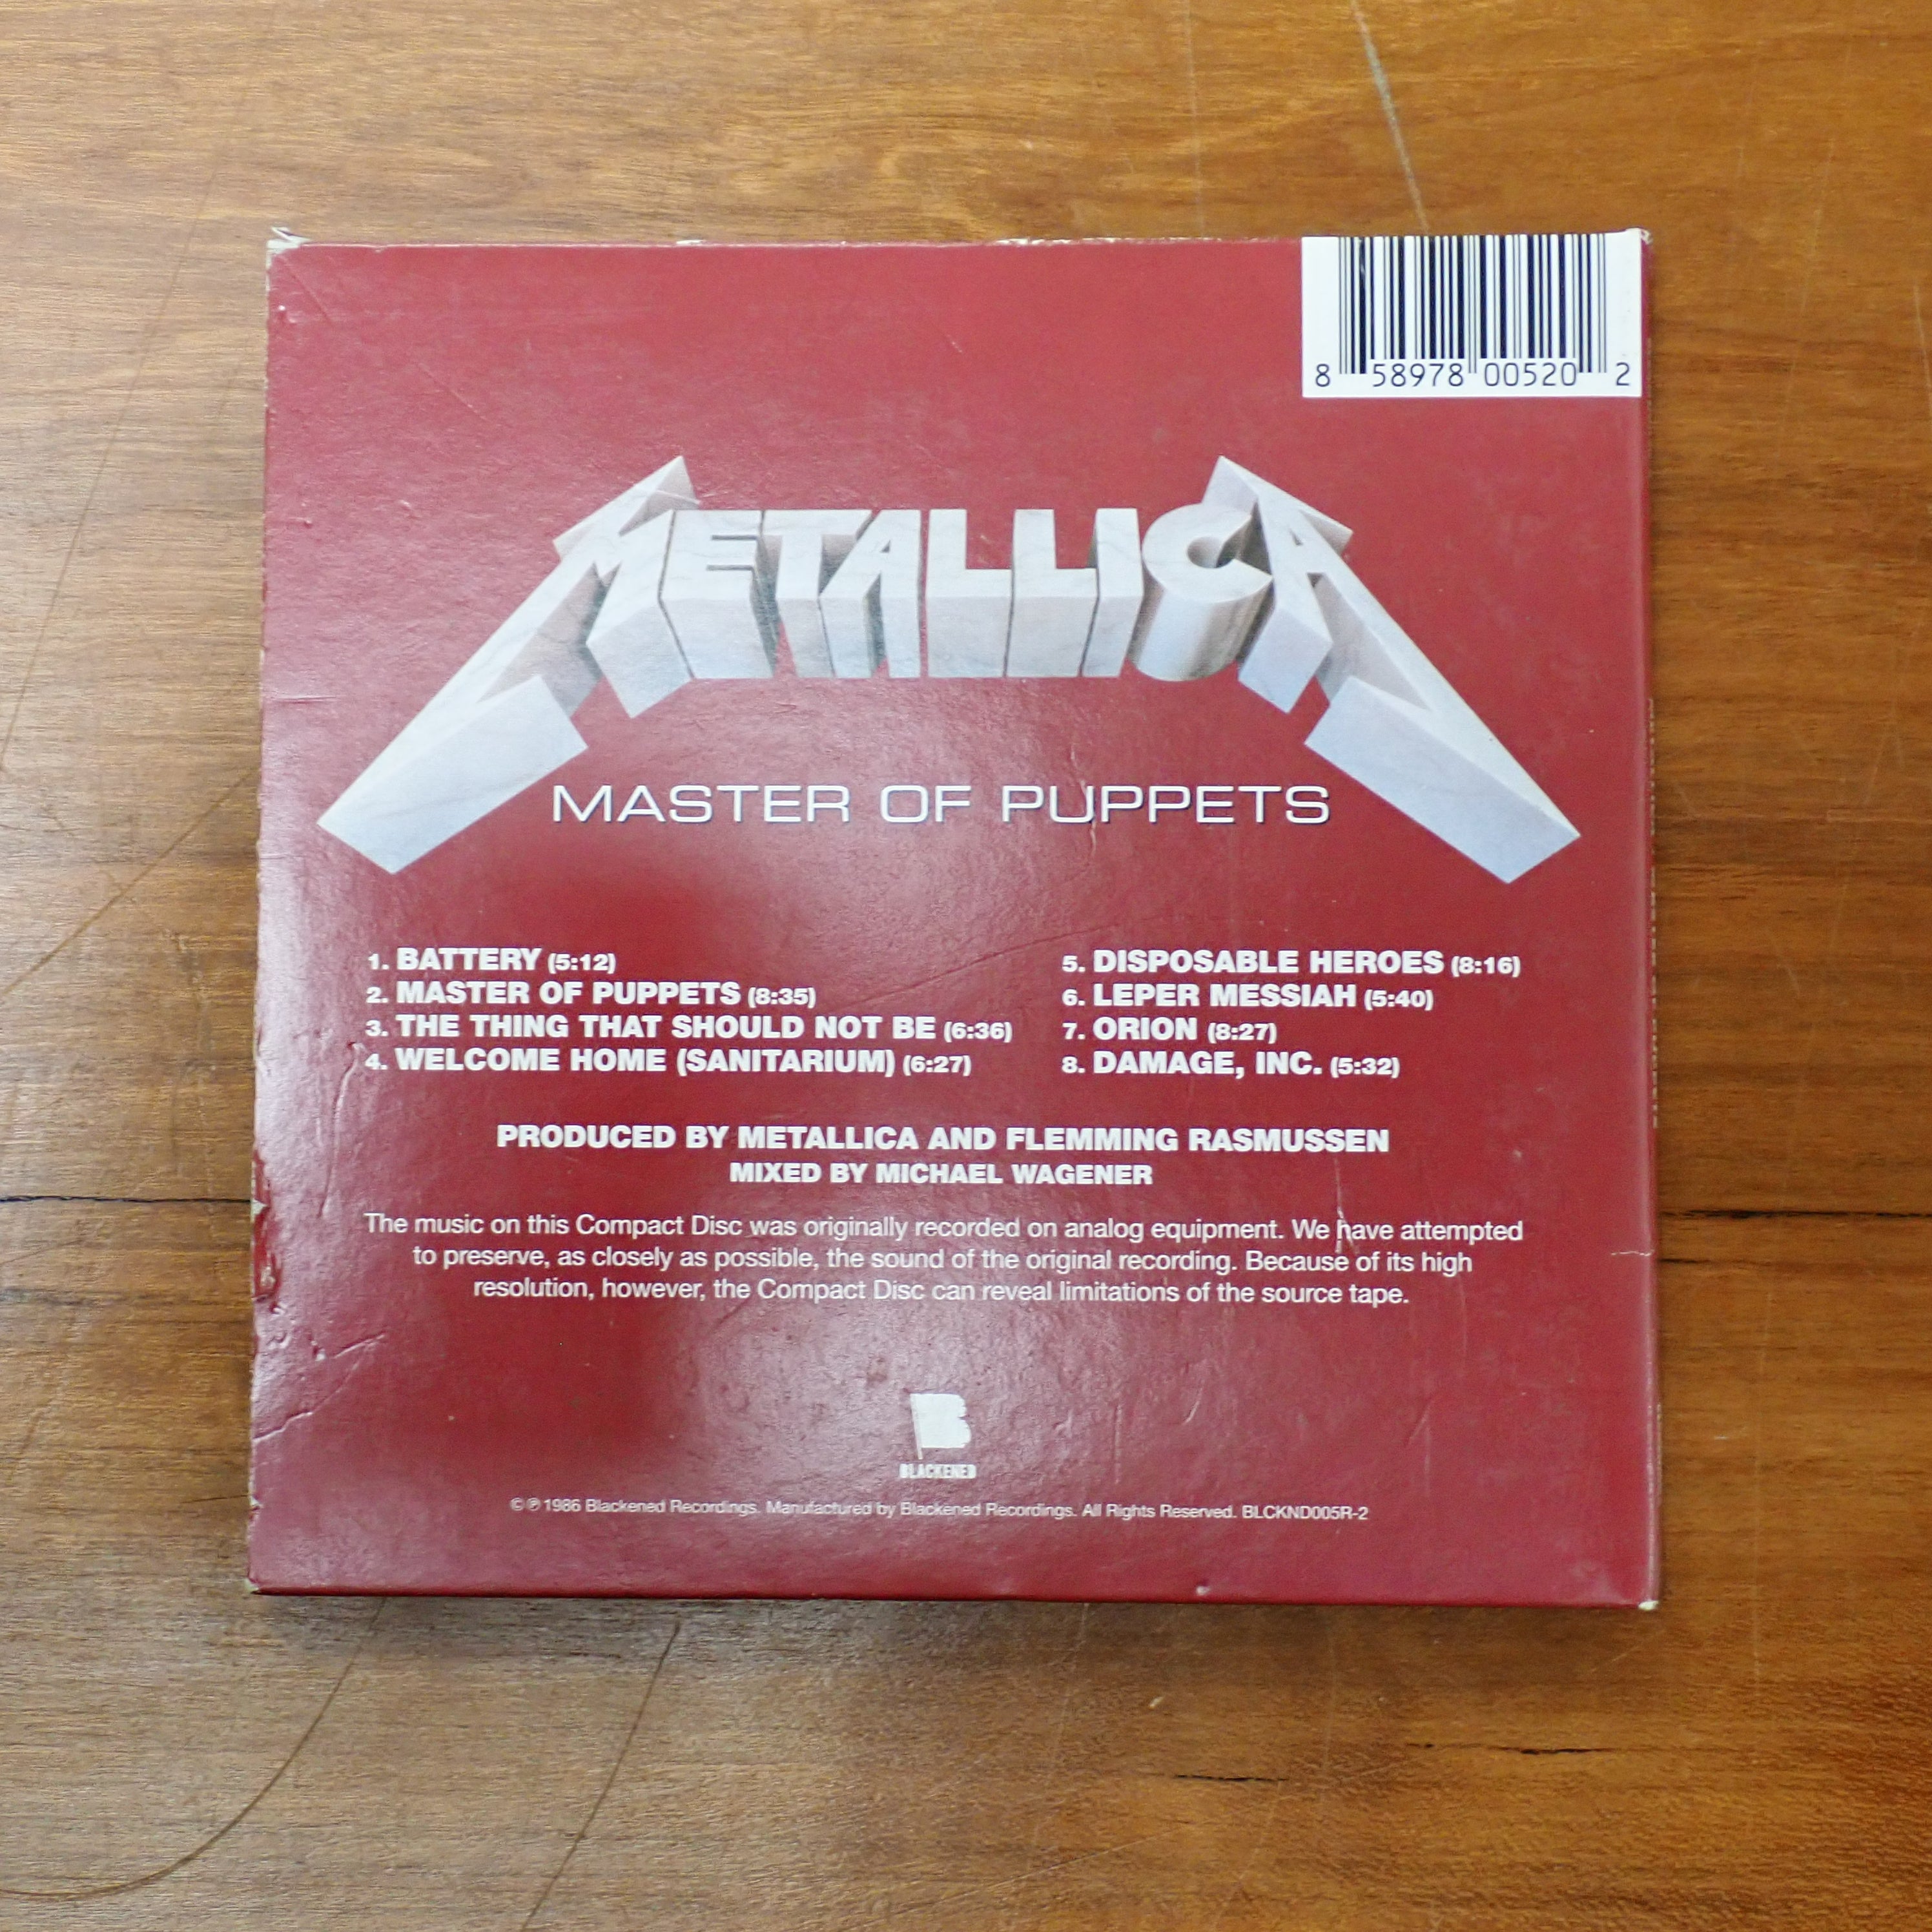 8 58978 00520 2
METALLICA
MASTER OF PUPPETS
1. BATTERY (5:12)
2. MASTER OF PUPPETS (8:35)
3. THE THING THAT SHOULD NOT BE (6:36)
4. WELCOME HOME (SANITARIUM) (6:27)
5. DISPOSABLE HEROES (8:16)
6. LEPER MESSIAH (5:40)
7. ORION (8:27)
8. DAMAGE, INC. (5:32)
PRODUCED BY METALLICA AND FLEMMING RASMUSSEN
MIXED BY MICHAEL WAGENER
The music on this Compact Disc was originally recorded on analog equipment. We have attempted
to preserve, as closely as possible, the sound of the original recording. Because of its high
resolution, however, the Compact Disc can reveal limitations of the source tape.
B
BLACKENED
©℗1986 Blackened Recordings. Manufactured by Blackened Recordings. All Rights Reserved. BLCKND005R-2